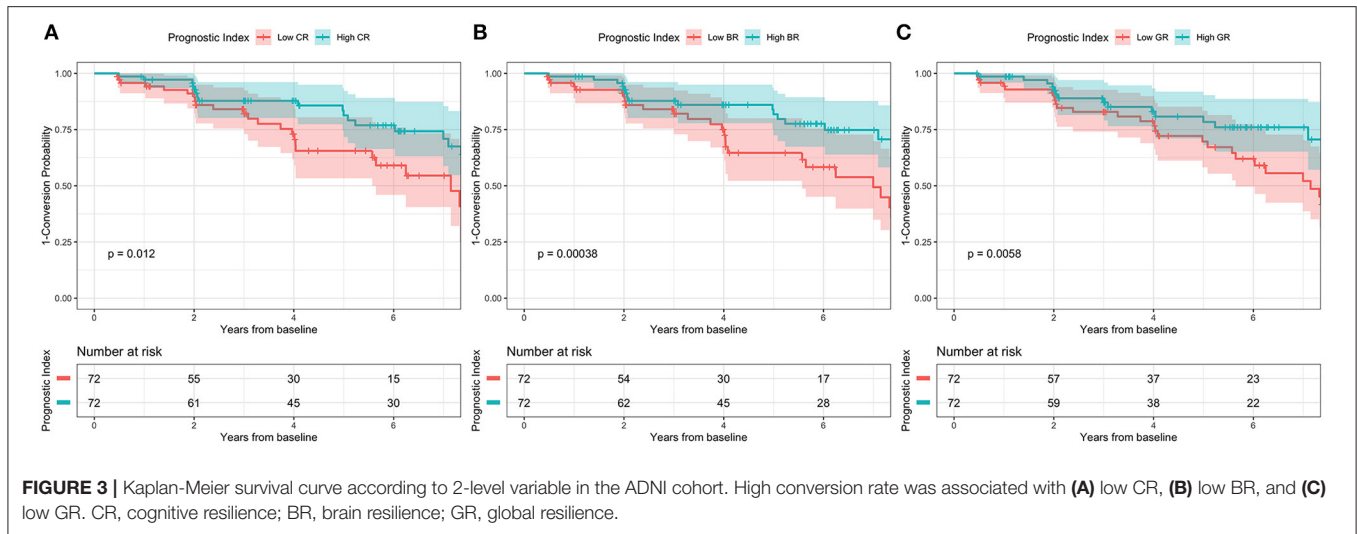 A
Prognostic Index Low CR High CR
1-Conversion Probability
1.00
0.75
0.50
0.25
0.00
p = 0.012
0 2 4 6
Years from baseline
Number at risk
Prognostic Index
72 55 30 15
72 61 45 30
0 2 4 6
Years from baseline
B
Prognostic Index Low BR High BR
1-Conversion Probability
1.00
0.75
0.50
0.25
0.00
p = 0.00038
0 2 4 6
Years from baseline
Number at risk
Prognostic Index
72 54 30 17
72 62 45 28
0 2 4 6
Years from baseline
C
Prognostic Index Low GR High GR
1-Conversion Probability
1.00
0.75
0.50
0.25
0.00
p = 0.0058
0 2 4 6
Years from baseline
Number at risk
Prognostic Index
72 57 37 23
72 59 38 22
0 2 4 6
Years from baseline
FIGURE 3 | Kaplan-Meier survival curve according to 2-level variable in the ADNI cohort. High conversion rate was associated with (A) low CR, (B) low BR, and (C)
low GR. CR, cognitive resilience; BR, brain resilience; GR, global resilience.